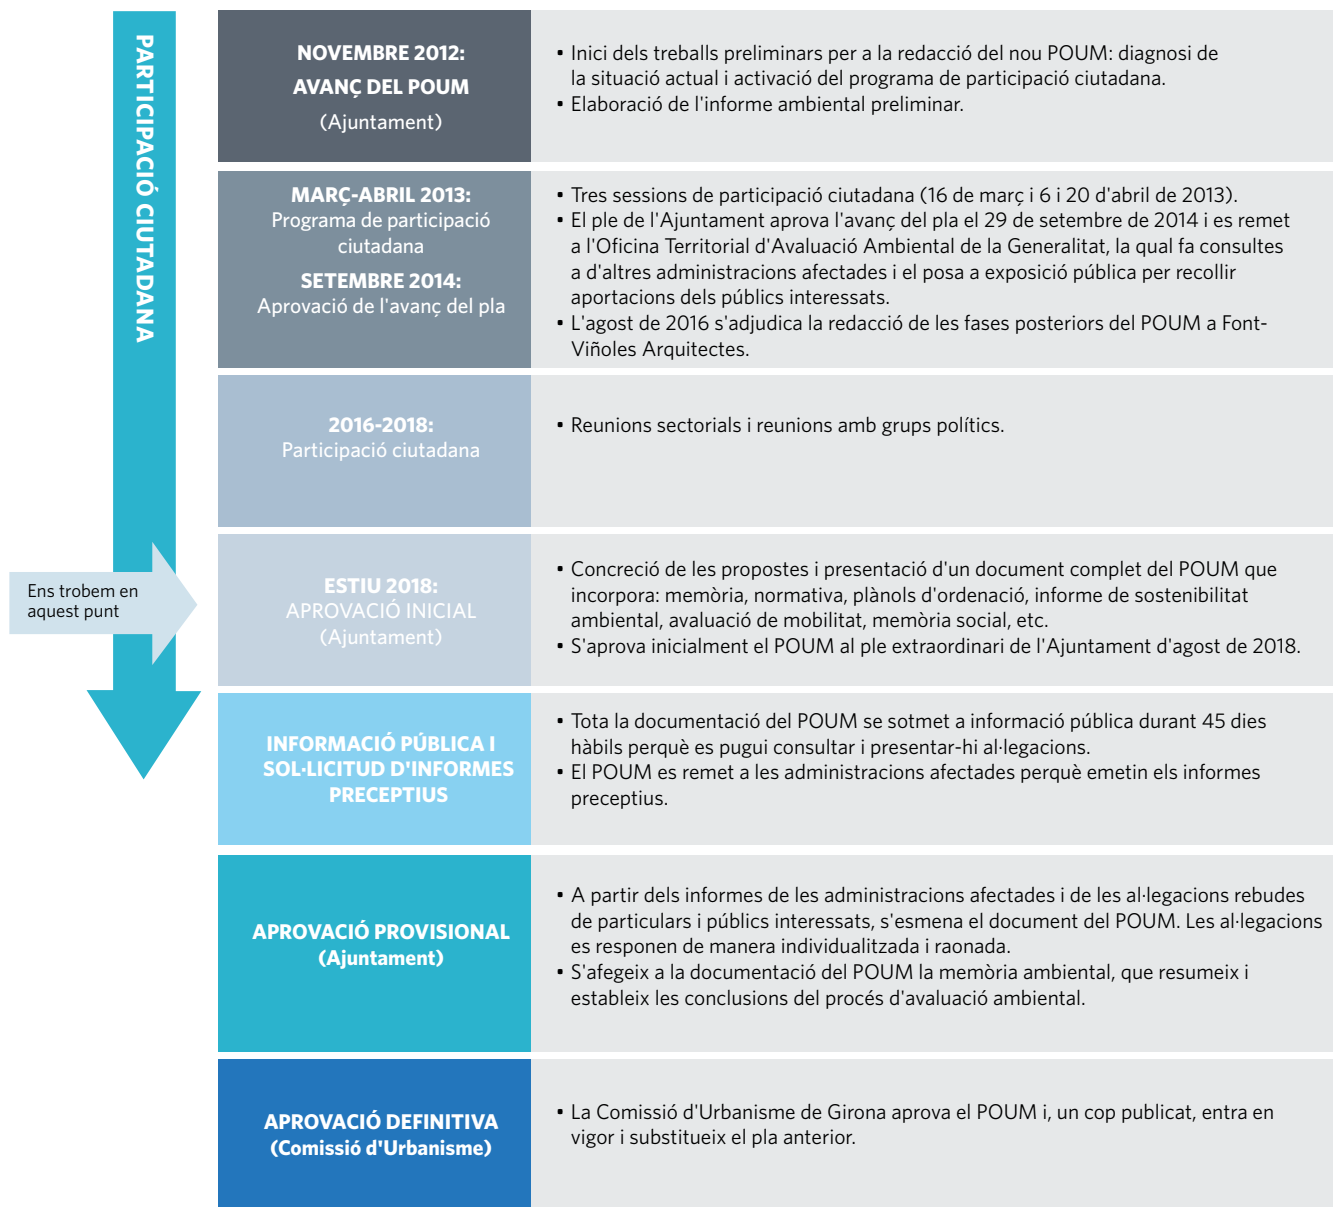 PARTICIPACIÓ CIUTADANA
NOVEMBRE 2012:
AVANÇ DEL POUM
(Ajuntament)
• Inici dels treballs preliminars per a la redacció del nou POUM: diagnosi de
la situació actual i activació del programa de participació ciutadana.
• Elaboració de l'informe ambiental preliminar.
MARÇ-ABRIL 2013:
Programa de participació
ciutadana
SETEMBRE 2014:
Aprovació de l'avanç del pla
• Tres sessions de participació ciutadana (16 de març i 6 i 20 d'abril de 2013).
• El ple de l'Ajuntament aprova l'avanç del pla el 29 de setembre de 2014 i es remet
a l'Oficina Territorial d'Avaluació Ambiental de la Generalitat, la qual fa consultes
a d'altres administracions afectades i el posa a exposició pública per recollir
aportacions dels públics interessats.
• L'agost de 2016 s'adjudica la redacció de les fases posteriors del POUM a Font-
Viñoles Arquitectes.
2016-2018:
Participació ciutadana
• Reunions sectorials i reunions amb grups polítics.
Ens trobem en
aquest punt
ESTIU 2018:
APROVACIÓ INICIAL
(Ajuntament)
• Concreció de les propostes i presentació d'un document complet del POUM que
incorpora: memòria, normativa, plànols d'ordenació, informe de sostenibilitat
ambiental, avaluació de mobilitat, memòria social, etc.
• S'aprova inicialment el POUM al ple extraordinari de l'Ajuntament d'agost de 2018.
INFORMACIÓ PÚBLICA I
SOL·LICITUD D'INFORMES
PRECEPTIUS
• Tota la documentació del POUM se sotmet a informació pública durant 45 dies
hàbils perquè es pugui consultar i presentar-hi al·legacions.
• El POUM es remet a les administracions afectades perquè emetin els informes
preceptius.
APROVACIÓ PROVISIONAL
(Ajuntament)
• A partir dels informes de les administracions afectades i de les al·legacions rebudes
de particulars i públics interessats, s'esmena el document del POUM. Les al·legacions
es responen de manera individualitzada i raonada.
• S'afegeix a la documentació del POUM la memòria ambiental, que resumeix i
estableix les conclusions del procés d'avaluació ambiental.
APROVACIÓ DEFINITIVA
(Comissió d'Urbanisme)
• La Comissió d'Urbanisme de Girona aprova el POUM i, un cop publicat, entra en
vigor i substitueix el pla anterior.